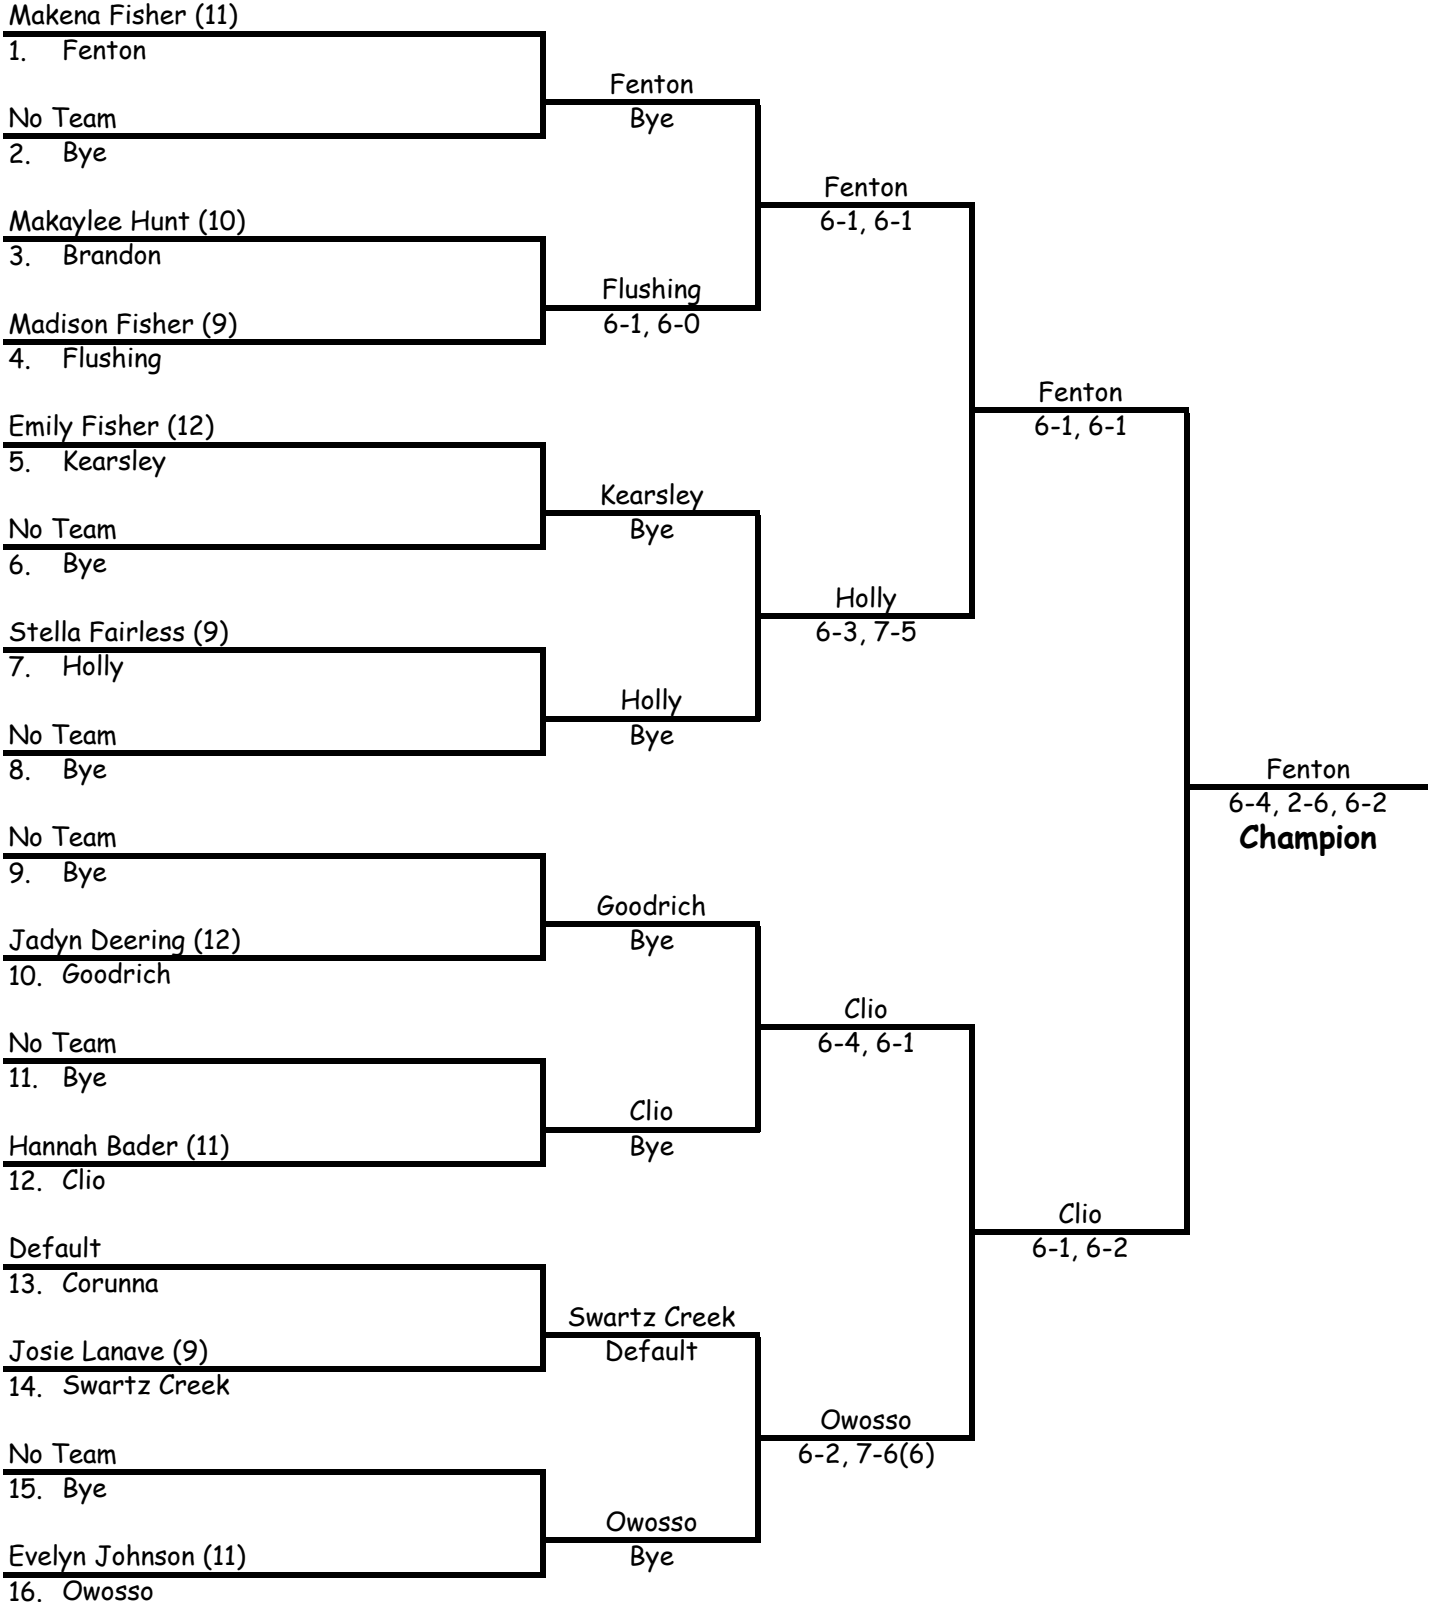 Makena Fisher (11)
1. Fenton
Fenton
No Team
Bye
2. Bye
Fenton
Makaylee Hunt (10)
6-1, 6-1
3. Brandon
Flushing
Madison Fisher (9)
6-1, 6-0
4. Flushing
Fenton
Emily Fisher (12)
6-1, 6-1
5. Kearsley
Kearsley
No Team
Bye
6. Bye
Holly
Stella Fairless (9)
6-3, 7-5
7. Holly
Holly
No Team
Bye
8. Bye
Fenton
6-4, 2-6, 6-2
No Team
Champion
9. Bye
Goodrich
Jadyn Deering (12)
Bye
10. Goodrich
Clio
No Team
6-4, 6-1
11. Bye
Clio
Hannah Bader (11)
Bye
12. Clio
Clio
Default
6-1, 6-2
13. Corunna
Swartz Creek
Josie Lanave (9)
Default
14. Swartz Creek
Owosso
No Team
6-2, 7-6(6)
15. Bye
Owosso
Evelyn Johnson (11)
Bye
16. Owosso